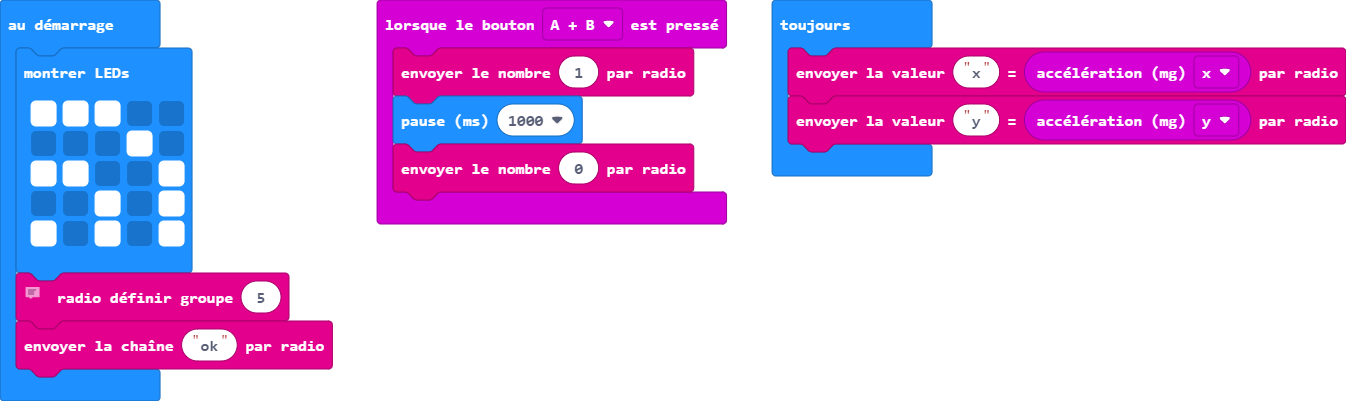 au démarrage
montrer LEDs
radio définir groupe 5
envoyer la chaîne "ok" par radio
lorsque le bouton A + B est pressé
envoyer le nombre 1 par radio
pause (ms) 1000
envoyer le nombre 0 par radio
toujours
envoyer la valeur "x" = accélération (mg) x par radio
envoyer la valeur "y" = accélération (mg) y par radio